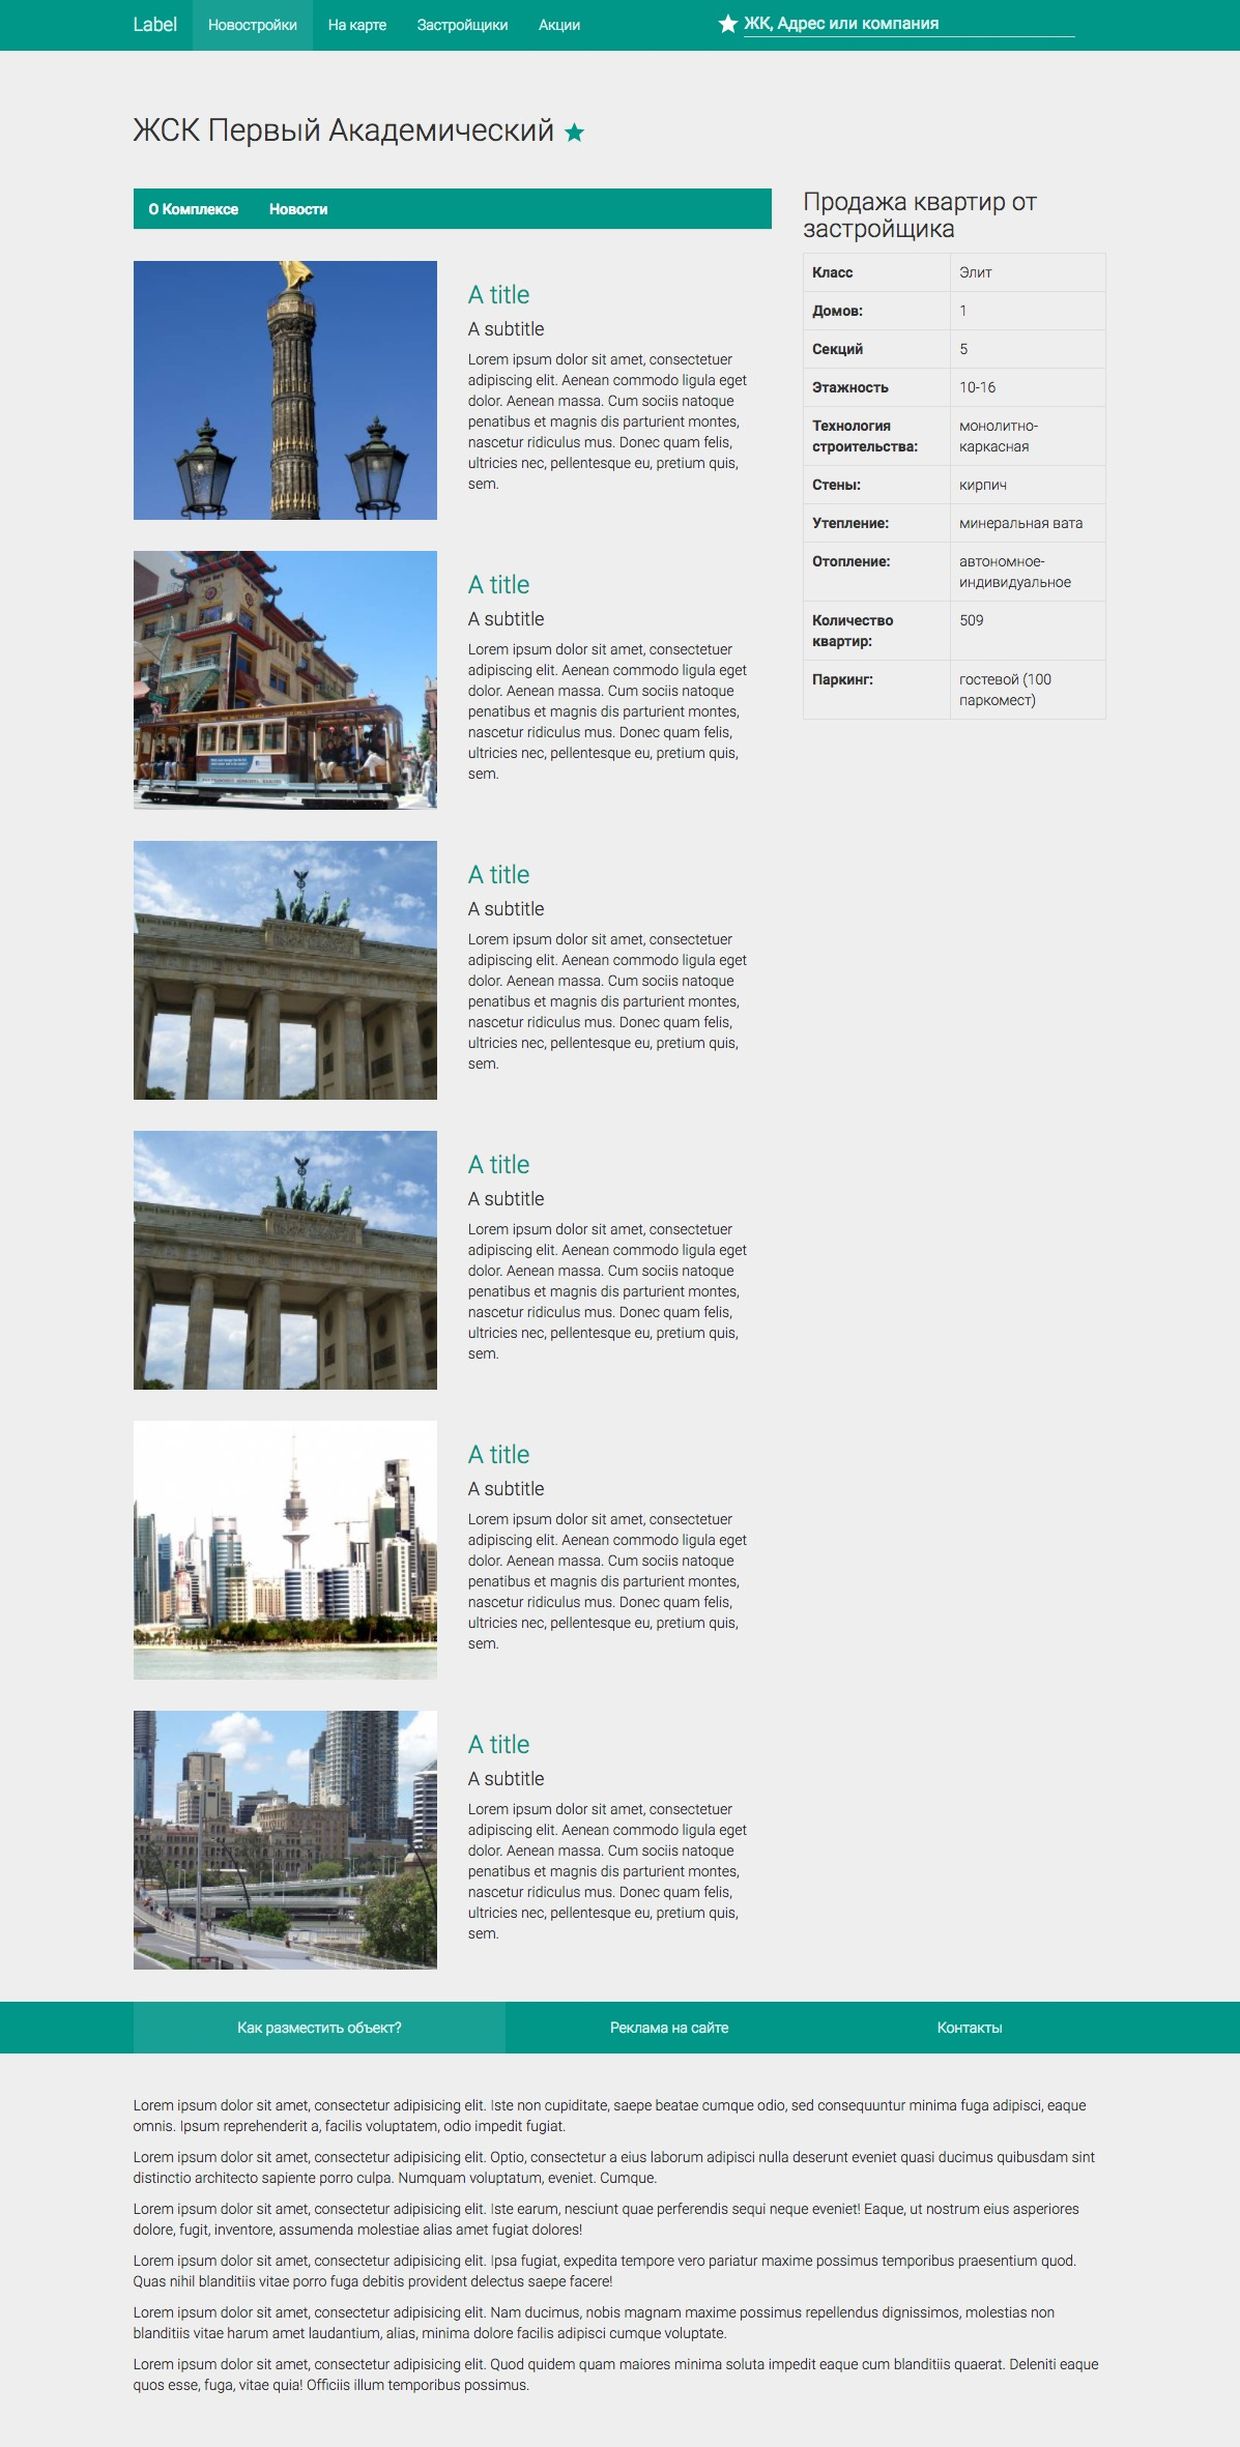 Label Новостройки На карте Застройщики Акции ЖК, Адрес или компания
ЖСК Первый Академический
О Комплексе Новости
A title
A subtitle
Lorem ipsum dolor sit amet, consectetuer
adipiscing elit. Aenean commodo ligula eget
dolor. Aenean massa. Cum sociis natoque
penatibus et magnis dis parturient montes,
nascetur ridiculus mus. Donec quam felis,
ultricies nec, pellentesque eu, pretium quis,
sem.
A title
A subtitle
Lorem ipsum dolor sit amet, consectetuer
adipiscing elit. Aenean commodo ligula eget
dolor. Aenean massa. Cum sociis natoque
penatibus et magnis dis parturient montes,
nascetur ridiculus mus. Donec quam felis,
ultricies nec, pellentesque eu, pretium quis,
sem.
A title
A subtitle
Lorem ipsum dolor sit amet, consectetuer
adipiscing elit. Aenean commodo ligula eget
dolor. Aenean massa. Cum sociis natoque
penatibus et magnis dis parturient montes,
nascetur ridiculus mus. Donec quam felis,
ultricies nec, pellentesque eu, pretium quis,
sem.
A title
A subtitle
Lorem ipsum dolor sit amet, consectetuer
adipiscing elit. Aenean commodo ligula eget
dolor. Aenean massa. Cum sociis natoque
penatibus et magnis dis parturient montes,
nascetur ridiculus mus. Donec quam felis,
ultricies nec, pellentesque eu, pretium quis,
sem.
A title
A subtitle
Lorem ipsum dolor sit amet, consectetuer
adipiscing elit. Aenean commodo ligula eget
dolor. Aenean massa. Cum sociis natoque
penatibus et magnis dis parturient montes,
nascetur ridiculus mus. Donec quam felis,
ultricies nec, pellentesque eu, pretium quis,
sem.
A title
A subtitle
Lorem ipsum dolor sit amet, consectetuer
adipiscing elit. Aenean commodo ligula eget
dolor. Aenean massa. Cum sociis natoque
penatibus et magnis dis parturient montes,
nascetur ridiculus mus. Donec quam felis,
ultricies nec, pellentesque eu, pretium quis,
sem.
Продажа квартир от
застройщика
Класс Элит
Домов: 1
Секций 5
Этажность 10-16
Технология монолитно-
строительства: каркасная
Стены: кирпич
Утепление: минеральная вата
Отопление: автономное-
индивидуальное
Количество 509
квартир:
Паркинг: гостевой (100
паркомест)
Как разместить объект? Реклама на сайте Контакты
Lorem ipsum dolor sit amet, consectetur adipisicing elit. Iste non cupiditate, saepe beatae cumque odio, sed consequuntur minima fuga adipisci, eaque
omnis. Ipsum reprehenderit a, facilis voluptatem, odio impedit fugiat.
Lorem ipsum dolor sit amet, consectetur adipisicing elit. Optio, consectetur a eius laborum adipisci nulla deserunt eveniet quasi ducimus quibusdam sint
distinctio architecto sapiente porro culpa. Numquam voluptatum, eveniet. Cumque.
Lorem ipsum dolor sit amet, consectetur adipisicing elit. Iste earum, nesciunt quae perferendis sequi neque eveniet! Eaque, ut nostrum eius asperiores
dolore, fugit, inventore, assumenda molestiae alias amet fugiat dolores!
Lorem ipsum dolor sit amet, consectetur adipisicing elit. Ipsa fugiat, expedita tempore vero pariatur maxime possimus temporibus praesentium quod.
Quas nihil blanditiis vitae porro fuga debitis provident delectus saepe facere!
Lorem ipsum dolor sit amet, consectetur adipisicing elit. Nam ducimus, nobis magnam maxime possimus repellendus dignissimos, molestias non
blanditiis vitae harum amet laudantium, alias, minima dolore facilis adipisci cumque voluptate.
Lorem ipsum dolor sit amet, consectetur adipisicing elit. Quod quidem quam maiores minima soluta impedit eaque cum blanditiis quaerat. Deleniti eaque
quos esse, fuga, vitae quia! Officiis illum temporibus possimus.